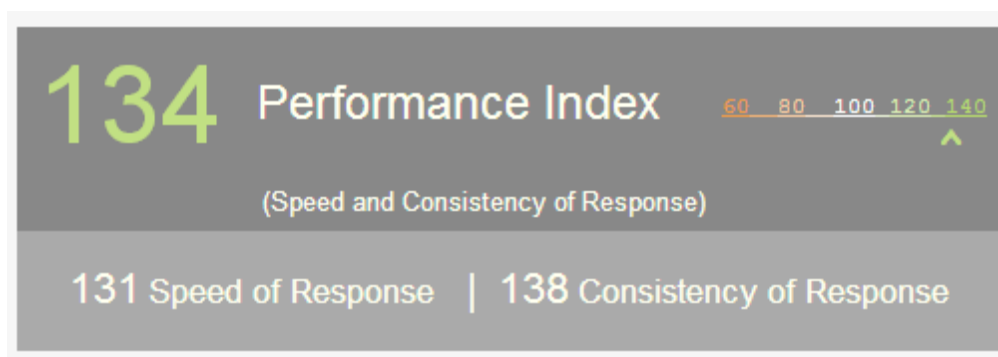 134 Performance Index 60 80 100 120 140
(Speed and Consistency of Response)
131 Speed of Response | 138 Consistency of Response